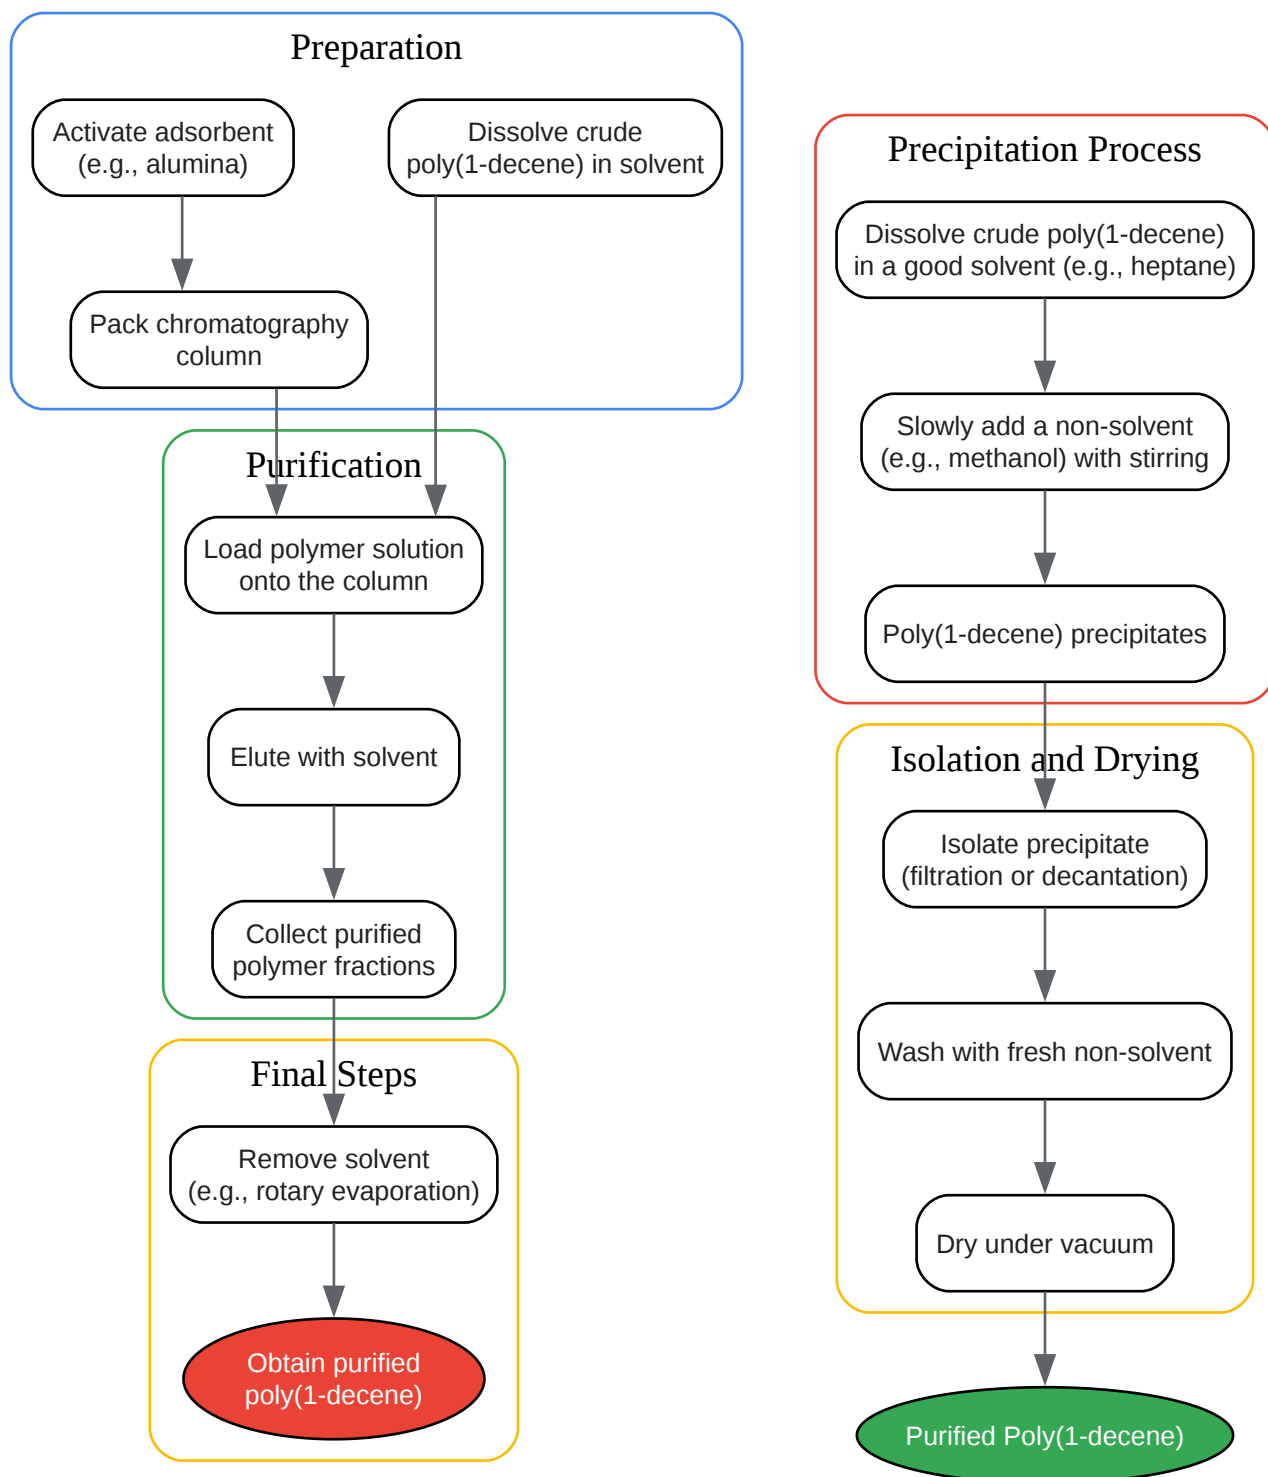 Preparation
Activate adsorbent
(e.g., alumina)
Dissolve crude
poly(1-decene) in solvent
Pack chromatography
column
Purification
Load polymer solution
onto the column
Elute with solvent
Collect purified
polymer fractions
Final Steps
Remove solvent
(e.g., rotary evaporation)
Obtain purified
poly(1-decene)
Precipitation Process
Dissolve crude poly(1-decene)
in a good solvent (e.g., heptane)
Slowly add a non-solvent
(e.g., methanol) with stirring
Poly(1-decene) precipitates
Isolation and Drying
Isolate precipitate
(filtration or decantation)
Wash with fresh non-solvent
Dry under vacuum
Purified Poly(1-decene)